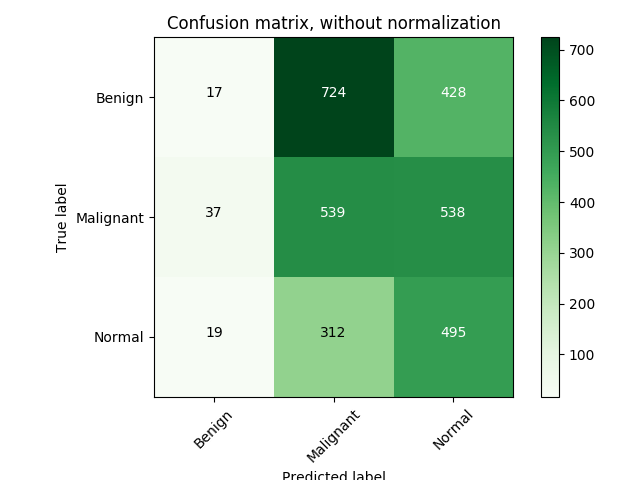 Confusion matrix, without normalization
Benign 17 724 428
Malignant 37 539 538
Normal 19 312 495
Benign Malignant Normal
True label
Predicted label
700
600
500
400
300
200
100